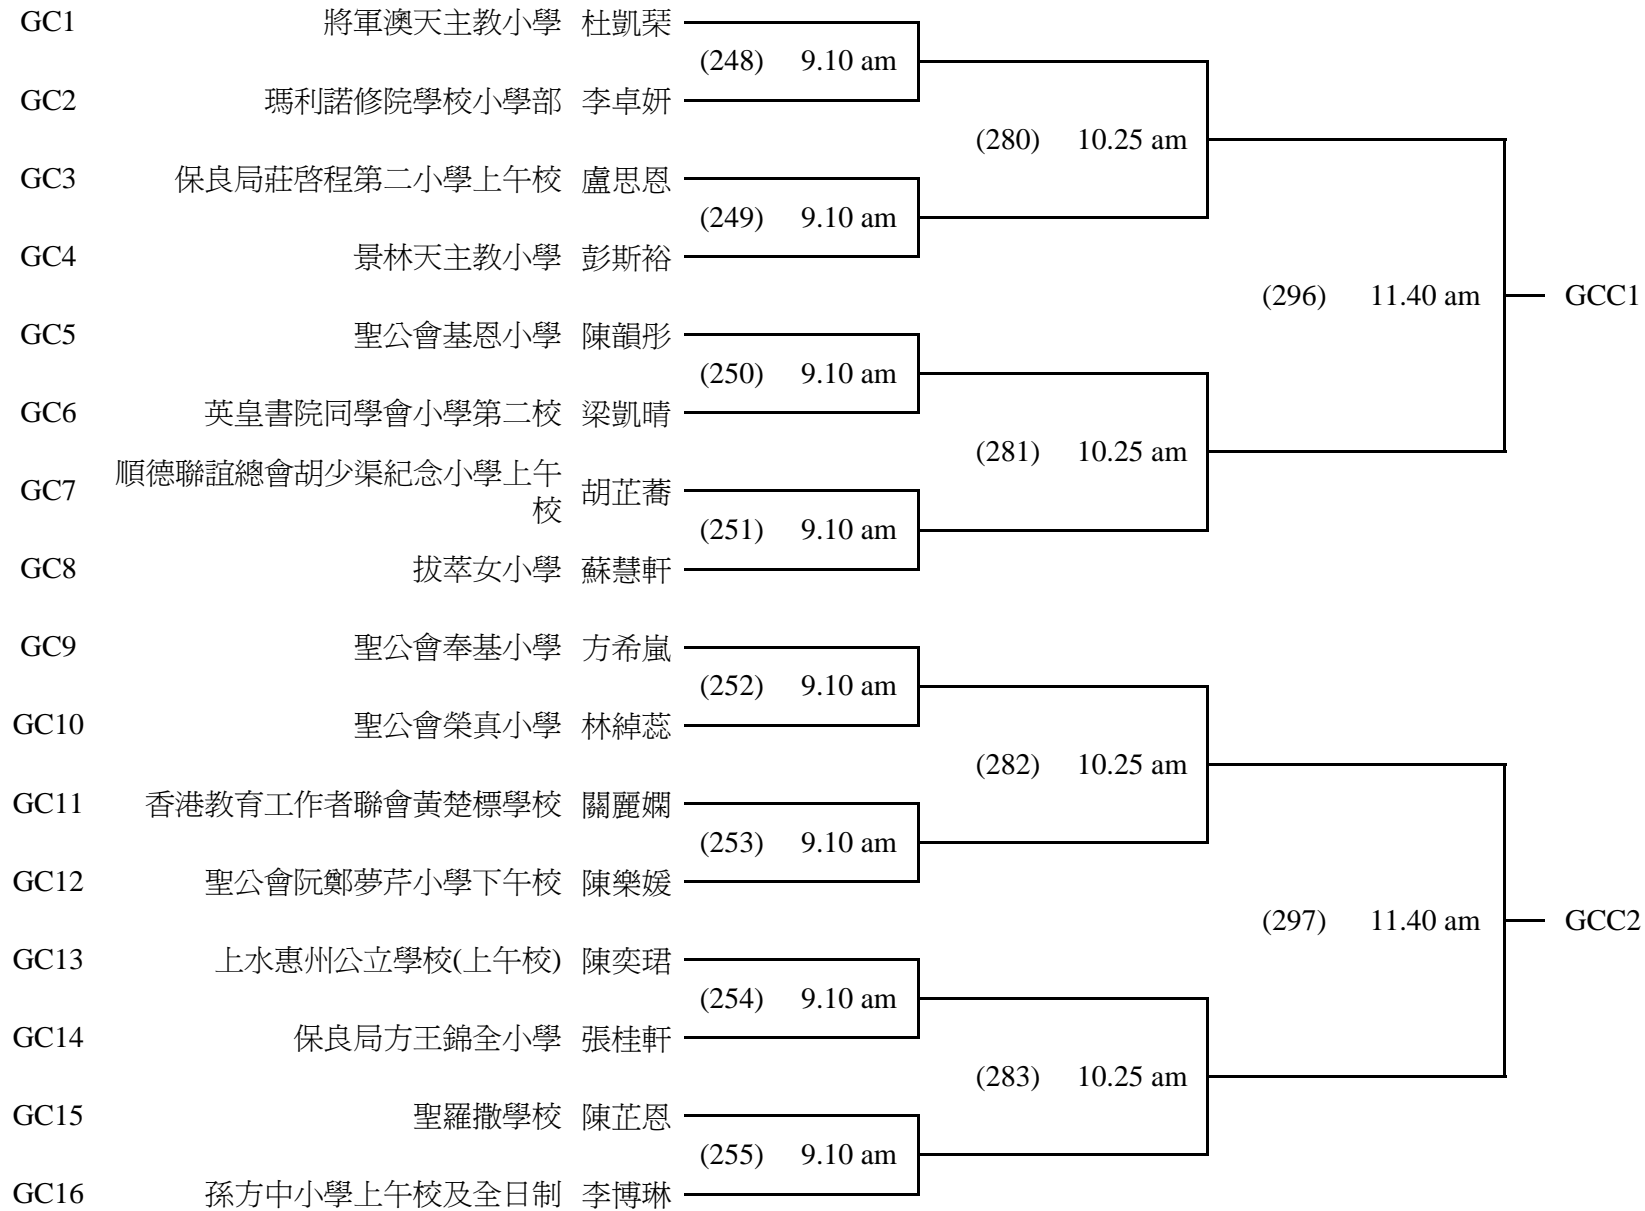 GC1 將軍澳天主教小學 杜凱琹
(248) 9.10 am
GC2 瑪利諾修院學校小學部 李卓妍
(280) 10.25 am
GC3 保良局莊啓程第二小學上午校 盧思恩
(249) 9.10 am
GC4 景林天主教小學 彭斯裕
(296) 11.40 am GCC1
GC5 聖公會基恩小學 陳韻彤
(250) 9.10 am
GC6 英皇書院同學會小學第二校 梁凱晴
(281) 10.25 am
GC7 順德聯誼總會胡少渠紀念小學上午
校 胡芷蕎
(251) 9.10 am
GC8 拔萃女小學 蘇慧軒
GC9 聖公會奉基小學 方希嵐
(252) 9.10 am
GC10 聖公會榮真小學 林綽蕊
(282) 10.25 am
GC11 香港教育工作者聯會黃楚標學校 關麗嫻
(253) 9.10 am
GC12 聖公會阮鄭夢芹小學下午校 陳樂媛
(297) 11.40 am GCC2
GC13 上水惠州公立學校(上午校) 陳奕珺
(254) 9.10 am
GC14 保良局方王錦全小學 張桂軒
(283) 10.25 am
GC15 聖羅撒學校 陳芷恩
(255) 9.10 am
GC16 孫方中小學上午校及全日制 李博琳